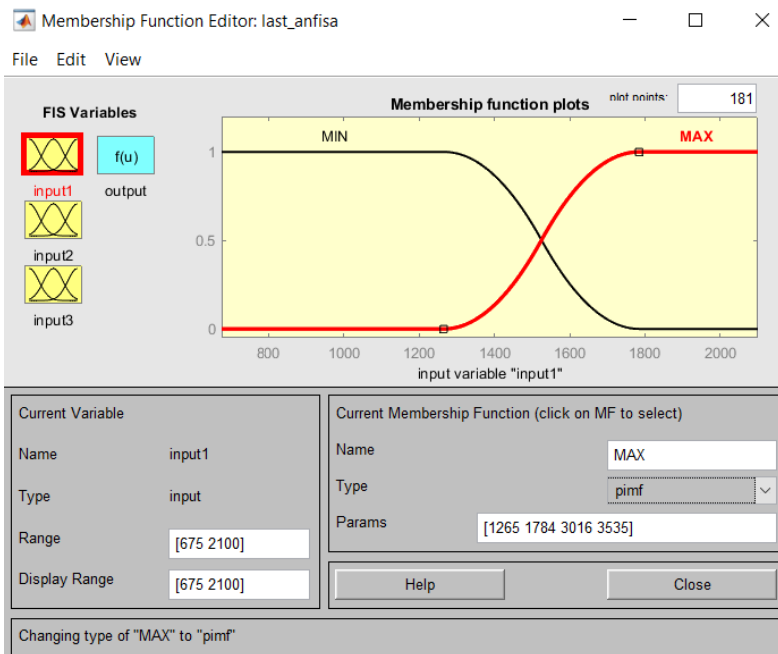 Membership Function Editor: last_anfisa
File Edit View
FIS Variables
Membership function plots
plot points:
181
f(u)
input1
output
input2
input3
MIN
MAX
1
0.5
0
800 1000 1200 1400 1600 1800 2000
input variable "input1"
Current Variable
Name input1
Type input
Range [675 2100]
Display Range [675 2100]
Current Membership Function (click on MF to select)
Name MAX
Type pimf
Params [1265 1784 3016 3535]
Help Close
Changing type of "MAX" to "pimf"